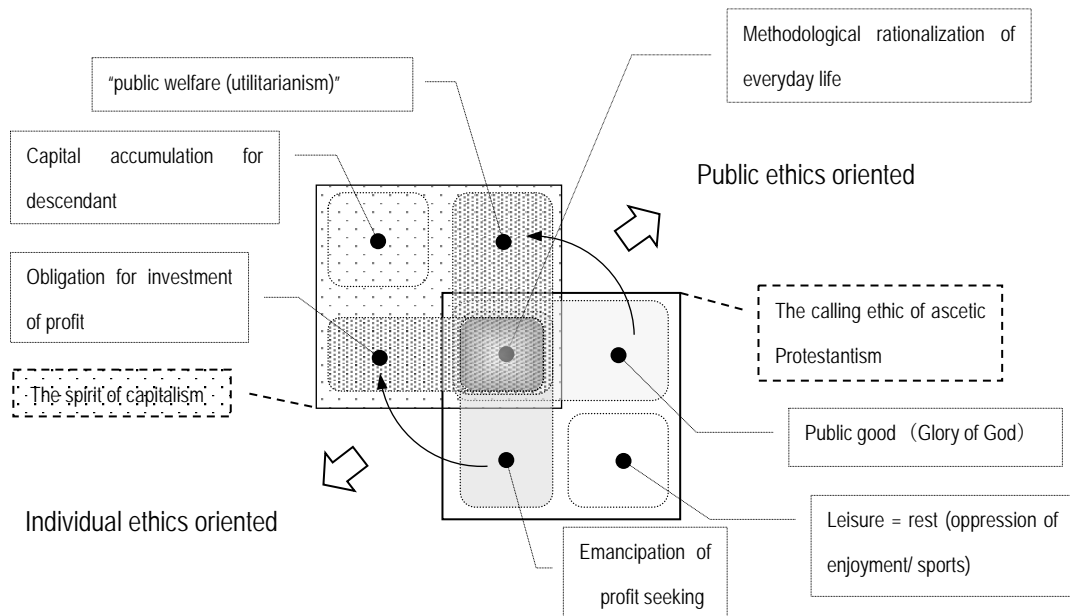 Methodological rationalization of
everyday life
“public welfare (utilitarianism)”
Capital accumulation for
descendant
Public ethics oriented
Obligation for investment
of profit
The calling ethic of ascetic
Protestantism
The spirit of capitalism
Public good （Glory of God）
Individual ethics oriented
Leisure = rest (oppression of
enjoyment/ sports)
Emancipation of
profit seeking